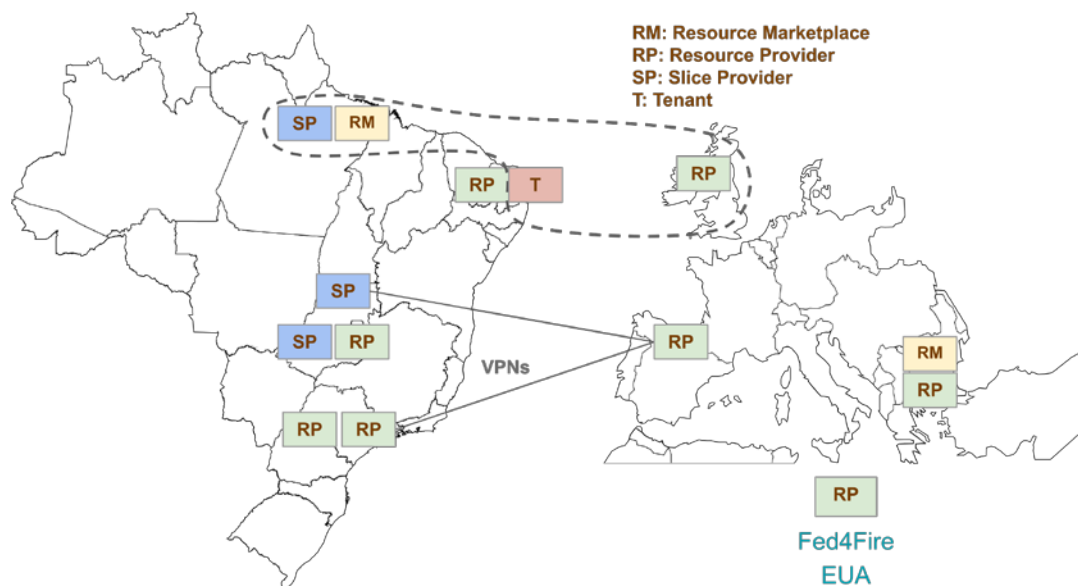 RM: Resource Marketplace
RP: Resource Provider
SP: Slice Provider
T: Tenant
SP RM
RP T
RP
SP
SP RP
VPNs
RP
RM
RP
RP RP
RP
Fed4Fire
EUA